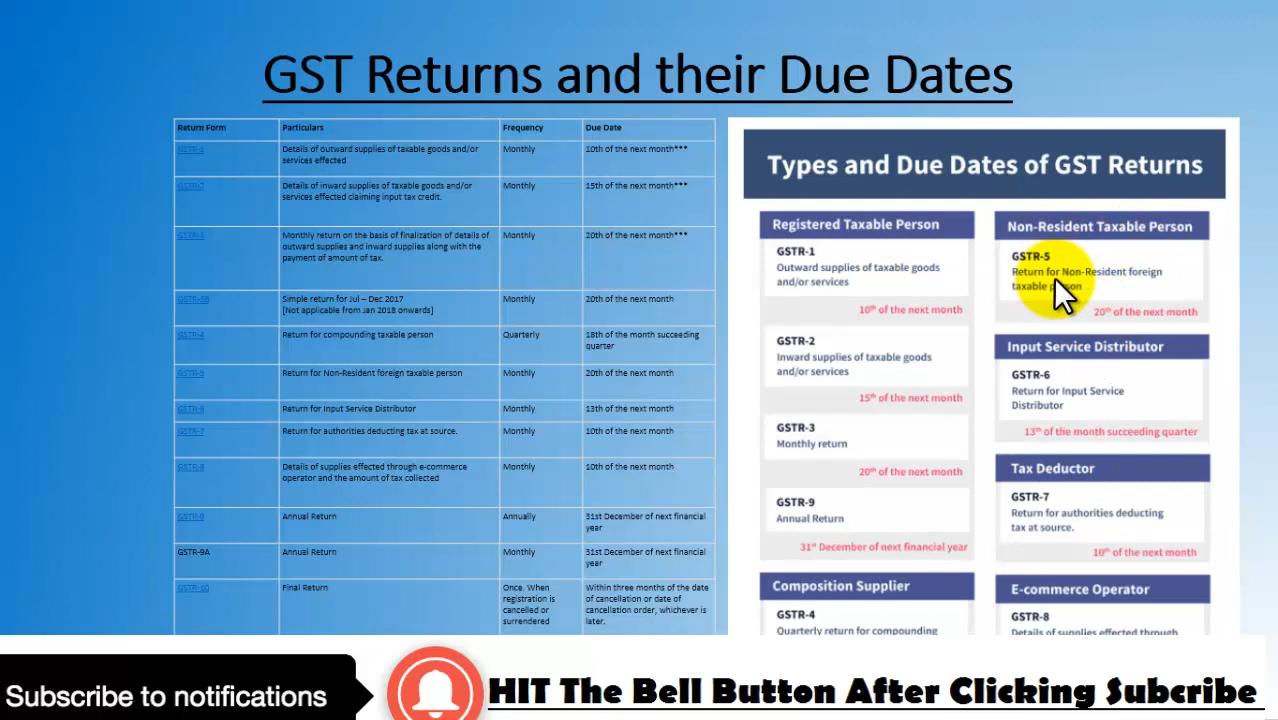 GST Returns and their Due Dates
Return Form Particulars Frequency Due Date
GSTR-1 Details of outward supplies of taxable goods and/or Monthly 10th of the next month***
services effected
GSTR-2 Details of inward supplies of taxable goods and/or Monthly 15th of the next month***
services effected claiming input tax credit.
GSTR-3 Monthly return on the basis of finalization of details of Monthly 20th of the next month***
outward supplies and inward supplies along with the
payment of amount of tax.
GSTR-3B Simple return for Jul – Dec 2017 Monthly 20th of the next month
[Not applicable from Jan 2018 onwards]
GSTR-4 Return for compounding taxable person Quarterly 18th of the month succeeding
quarter
GSTR-5 Return for Non-Resident foreign taxable person Monthly 20th of the next month
GSTR-6 Return for Input Service Distributor Monthly 13th of the next month
GSTR-7 Return for authorities deducting tax at source. Monthly 10th of the next month
GSTR-8 Details of supplies effected through e-commerce Monthly 10th of the next month
operator and the amount of tax collected
GSTR-9 Annual Return Annually 31st December of next financial
year
GSTR-9A Annual Return Monthly 31st December of next financial
year
GSTR-10 Final Return Once. When Within three months of the date
registration is of cancellation or date of
cancelled or cancellation order, whichever is
surrendered later.
Types and Due Dates of GST Returns
Registered Taxable Person
GSTR-1
Outward supplies of taxable goods
and/or services
10th of the next month
GSTR-2
Inward supplies of taxable goods
and/or services
15th of the next month
GSTR-3
Monthly return
20th of the next month
GSTR-9
Annual Return
31st December of next financial year
Composition Supplier
GSTR-4
Quarterly return for compounding
Non-Resident Taxable Person
GSTR-5
Return for Non-Resident foreign
taxable person
20th of the next month
Input Service Distributor
GSTR-6
Return for Input Service
Distributor
13th of the month succeeding quarter
Tax Deductor
GSTR-7
Return for authorities deducting
tax at source.
10th of the next month
E-commerce Operator
GSTR-8
Details of supplies effected through
Subscribe to notifications
HIT The Bell Button After Clicking Subcribe